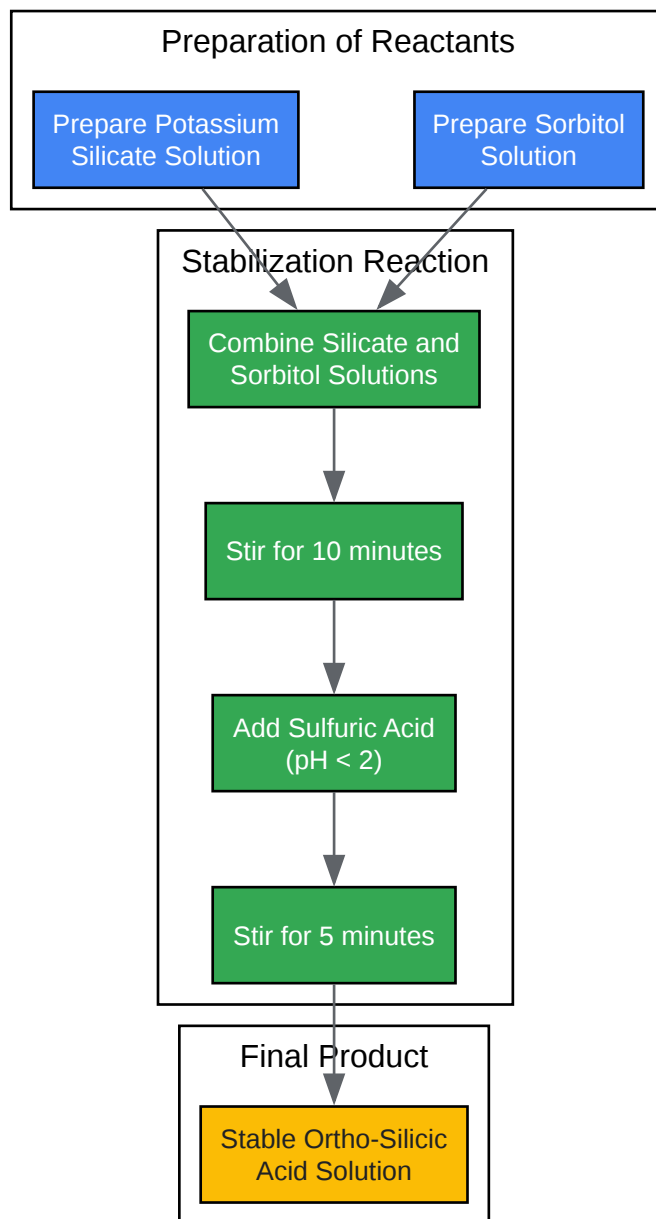 Preparation of Reactants
Prepare Potassium
Silicate Solution
Prepare Sorbitol
Solution
Stabilization Reaction
Combine Silicate and
Sorbitol Solutions
Stir for 10 minutes
Add Sulfuric Acid
(pH < 2)
Stir for 5 minutes
Final Product
Stable Ortho-Silicic
Acid Solution